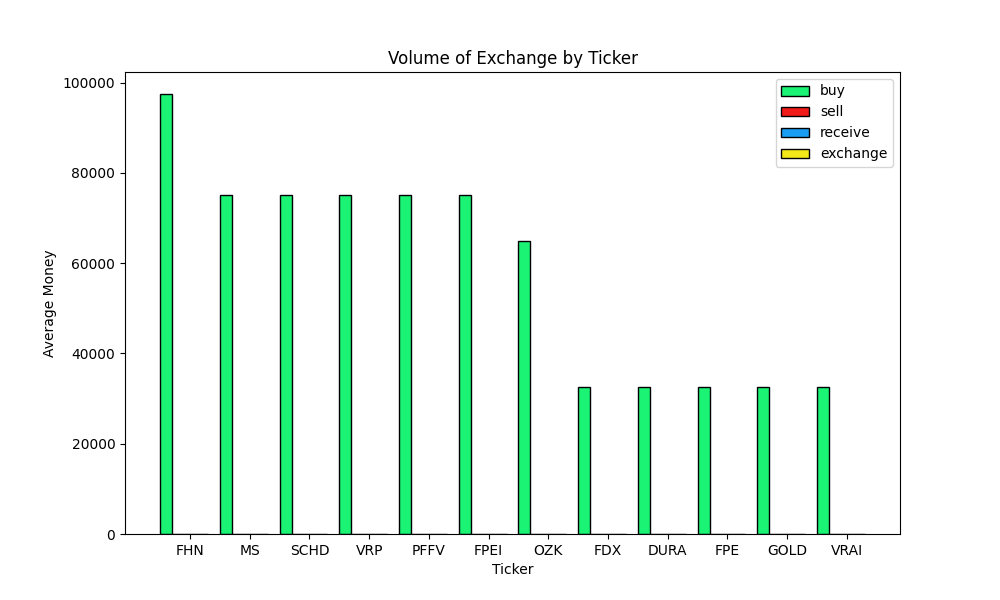 Volume of Exchange by Ticker
buy
sell
receive
exchange
100000
80000
60000
40000
20000
0
Average Money
FHN MS SCHD VRP PFFV FPEI OZK FDX DURA FPE GOLD VRAI
Ticker